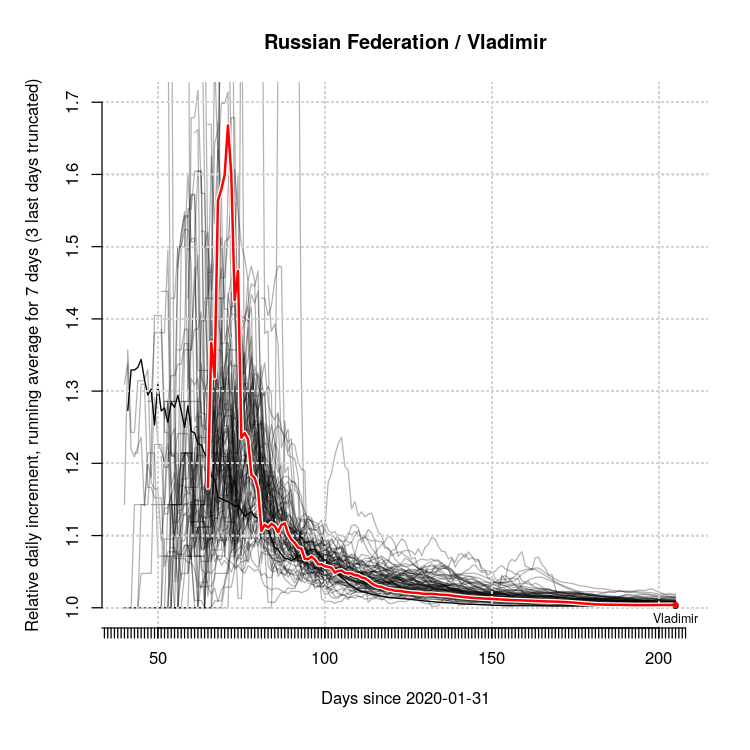 Russian Federation / Vladimir
Relative daily increment, running average for 7 days (3 last days truncated)
1.7
1.6
1.5
1.4
1.3
1.2
1.1
1.0
Vladimir
50 100 150 200
Days since 2020-01-31